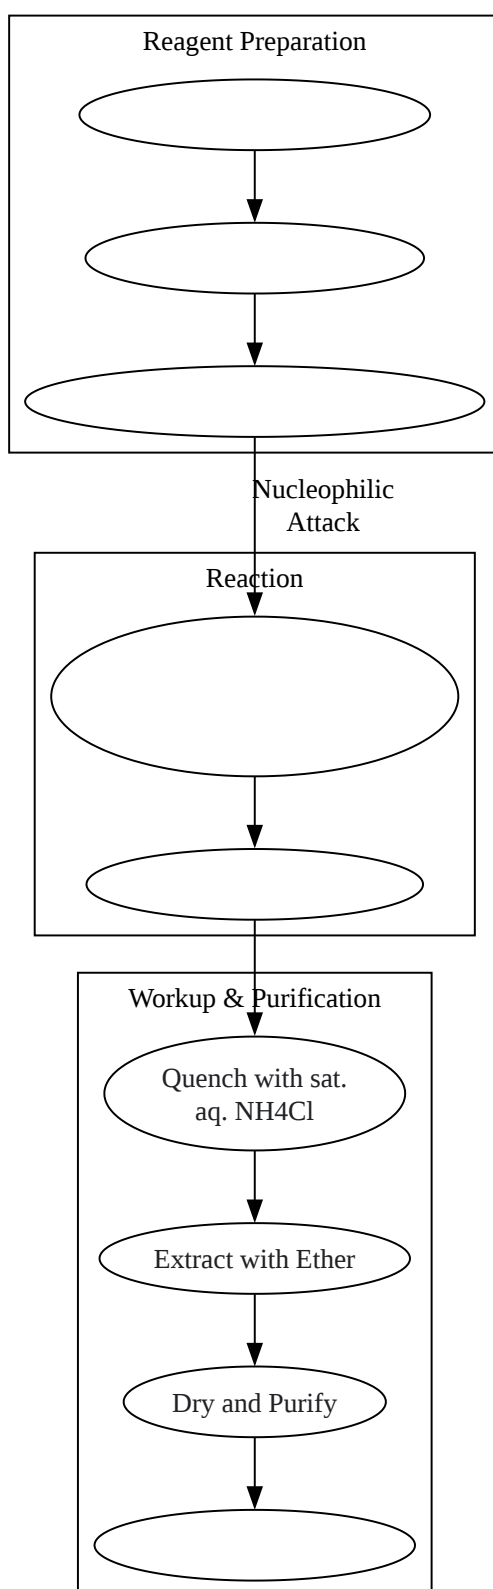 Reagent Preparation
Nucleophilic
Attack
Reaction
Workup & Purification
Quench with sat.
aq. NH4Cl
Extract with Ether
Dry and Purify